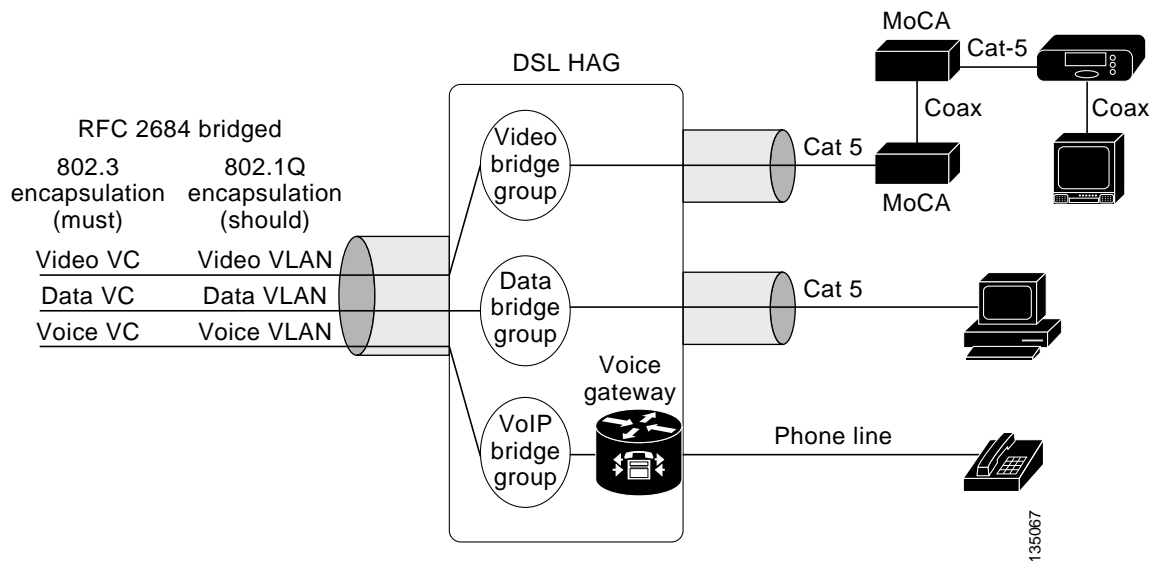 MoCA
Cat-5
DSL HAG
Coax
Coax
RFC 2684 bridged
Video
bridge
group
Cat 5
802.3
encapsulation
(must)
802.1Q
encapsulation
(should)
MoCA
Video VC
Video VLAN
Data VC
Data VLAN
Voice VC
Voice VLAN
Data
bridge
group
Cat 5
Voice
gateway
VoIP
bridge
group
Phone line
135067